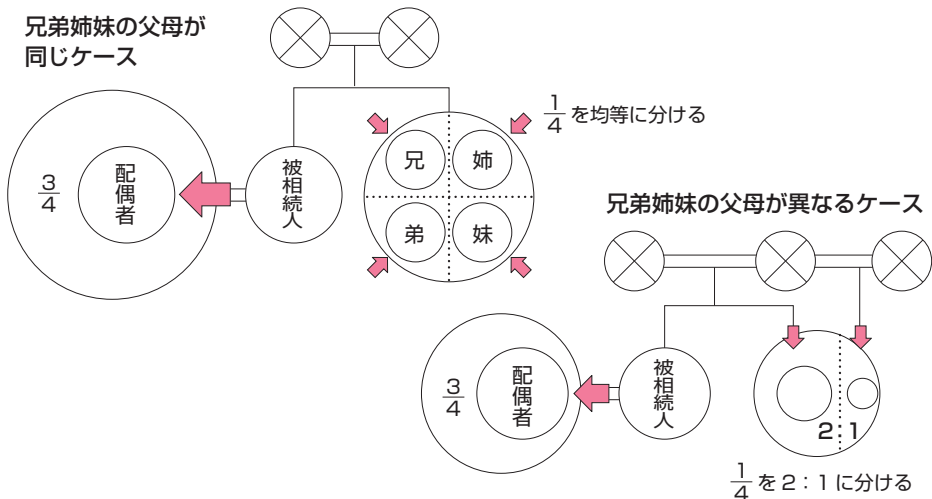 兄弟姉妹の父母が
同じケース
3/4
配偶者
被相続人
兄
姉
弟
妹
1/4 を均等に分ける
兄弟姉妹の父母が異なるケース
3/4
配偶者
被相続人
2:1
1/4 を2：1に分ける